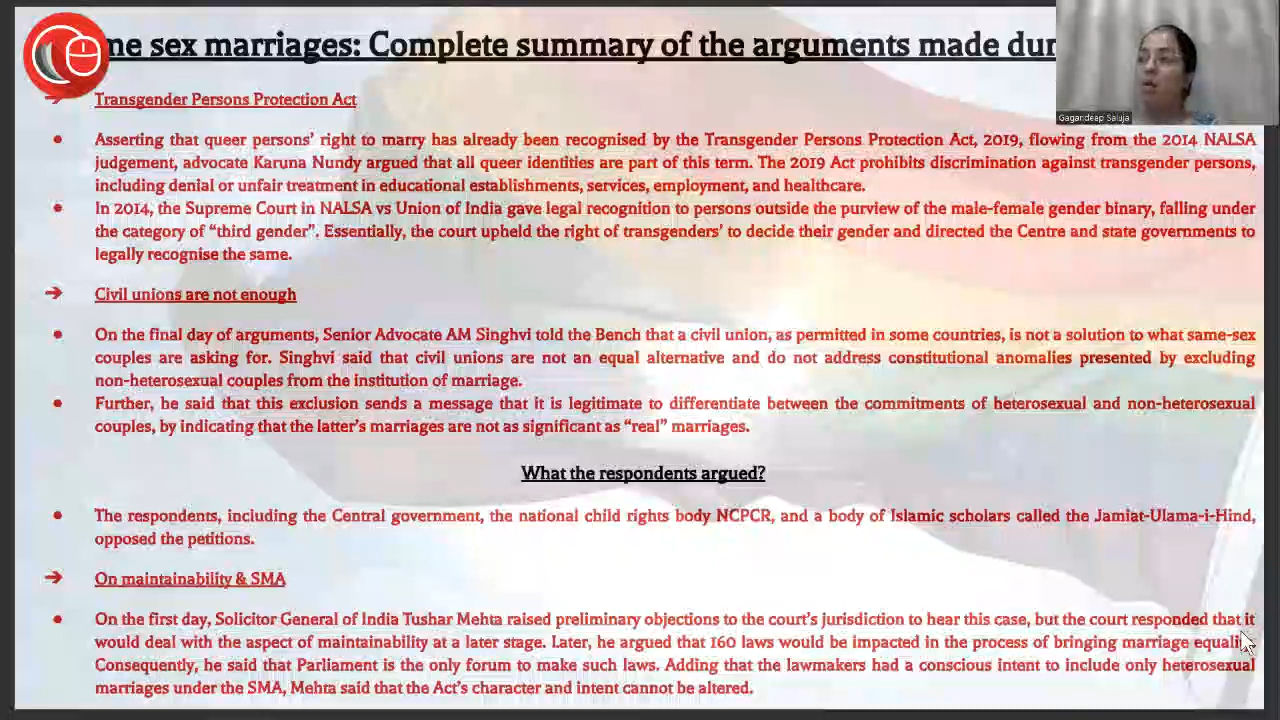 me sex marriages: Complete summary of the arguments made dur
Gagandeep Saluja
→ Transgender Persons Protection Act
• Asserting that queer persons' right to marry has already been recognised by the Transgender Persons Protection Act, 2019, flowing from the 2014 NALSA
judgement, advocate Karuna Nundy argued that all queer identities are part of this term. The 2019 Act prohibits discrimination against transgender persons,
including denial or unfair treatment in educational establishments, services, employment, and healthcare.
• In 2014, the Supreme Court in NALSA vs Union of India gave legal recognition to persons outside the purview of the male-female gender binary, falling under
the category of “third gender”. Essentially, the court upheld the right of transgenders' to decide their gender and directed the Centre and state governments to
legally recognise the same.
→ Civil unions are not enough
• On the final day of arguments, Senior Advocate AM Singhvi told the Bench that a civil union, as permitted in some countries, is not a solution to what same-sex
couples are asking for. Singhvi said that civil unions are not an equal alternative and do not address constitutional anomalies presented by excluding
non-heterosexual couples from the institution of marriage.
• Further, he said that this exclusion sends a message that it is legitimate to differentiate between the commitments of heterosexual and non-heterosexual
couples, by indicating that the latter's marriages are not as significant as “real” marriages.
What the respondents argued?
• The respondents, including the Central government, the national child rights body NCPCR, and a body of Islamic scholars called the Jamiat-Ulama-i-Hind,
opposed the petitions.
→ On maintainability & SMA
• On the first day, Solicitor General of India Tushar Mehta raised preliminary objections to the court's jurisdiction to hear this case, but the court responded that it
would deal with the aspect of maintainability at a later stage. Later, he argued that 160 laws would be impacted in the process of bringing marriage equali
Consequently, he said that Parliament is the only forum to make such laws. Adding that the lawmakers had a conscious intent to include only heterosexual
marriages under the SMA, Mehta said that the Act's character and intent cannot be altered.